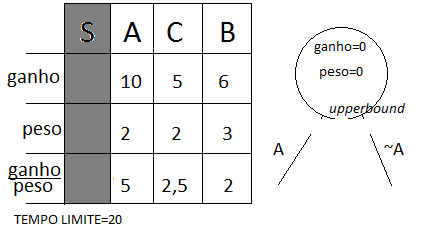 S A C B
ganho 10 5 6
peso 2 2 3
ganho
peso 5 2,5 2
TEMPO LIMITE=20
ganho=0
peso=0
upperbound
A ~A